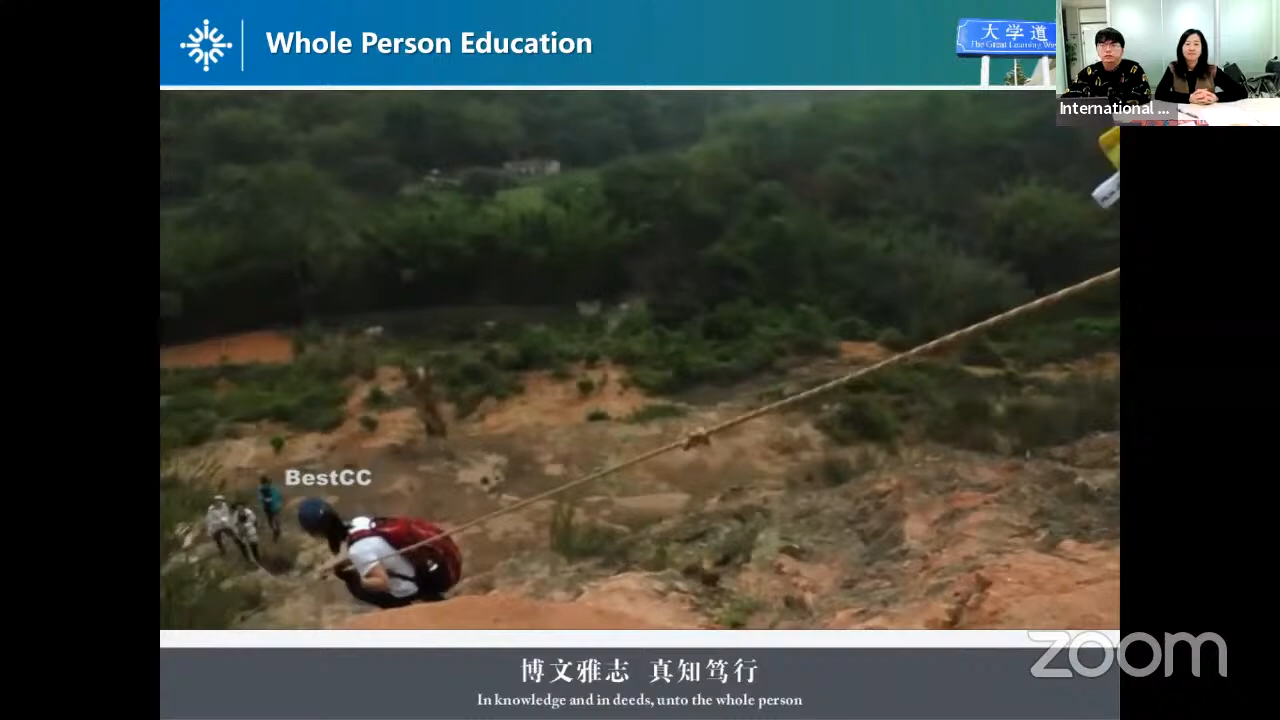 Whole Person Education
大学道
The Great Learning Way
International ...
BestCC
博文雅志 真知笃行
In knowledge and in deeds, unto the whole person
zoom